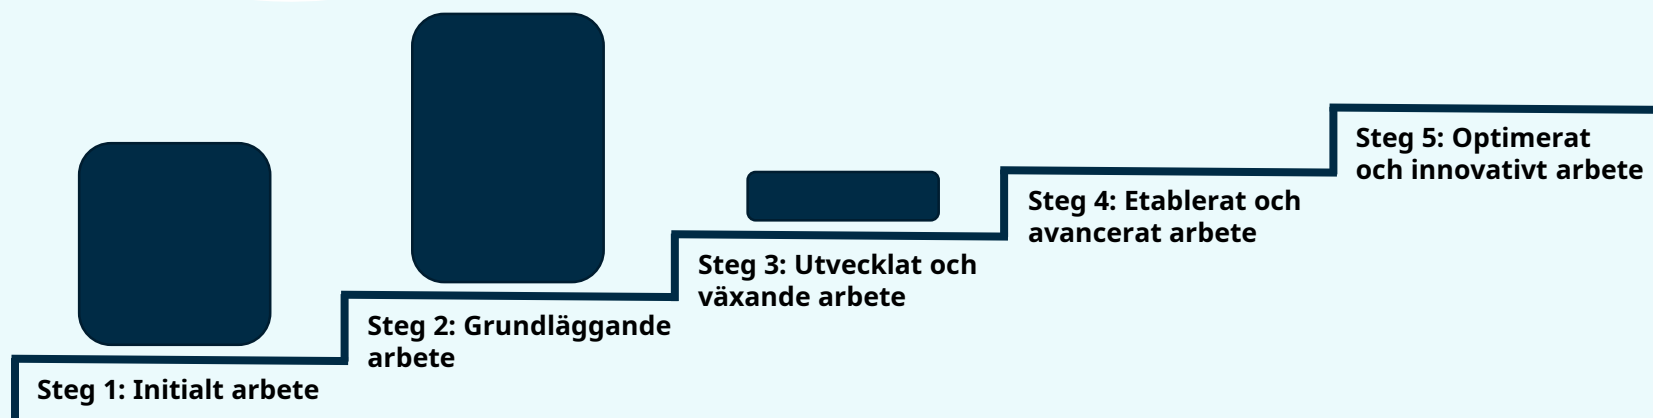 Steg 1: Initialt arbete
Steg 2: Grundläggande
arbete
Steg 3: Utvecklat och
växande arbete
Steg 4: Etablerat och
avancerat arbete
Steg 5: Optimerat
och innovativt arbete